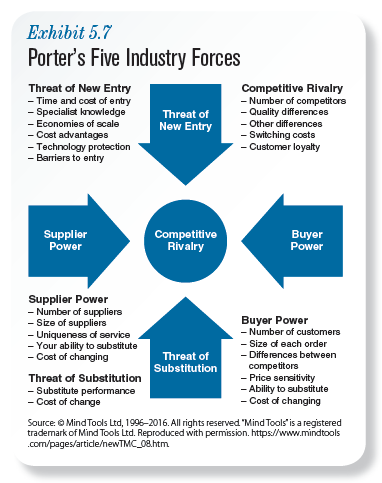 Exhibit 5.7
Porter's Five Industry Forces
Threat of New Entry
– Time and cost of entry
– Specialist knowledge
– Economies of scale
– Cost advantages
– Technology protection
– Barriers to entry
Threat of
New Entry
Competitive Rivalry
– Number of competitors
– Quality differences
– Other differences
– Switching costs
– Customer loyalty
Supplier
Power
Competitive
Rivalry
Buyer
Power
Supplier Power
– Number of suppliers
– Size of suppliers
– Uniqueness of service
– Your ability to substitute
– Cost of changing
Threat of Substitution
– Substitute performance
– Cost of change
Threat of
Substitution
Buyer Power
– Number of customers
– Size of each order
– Differences between
competitors
– Price sensitivity
– Ability to substitute
– Cost of changing
Source: © Mind Tools Ltd, 1996–2016. All rights reserved. "Mind Tools" is a registered
trademark of Mind Tools Ltd. Reproduced with permission. https://www.mindtools
.com/pages/article/newTMC_08.htm.